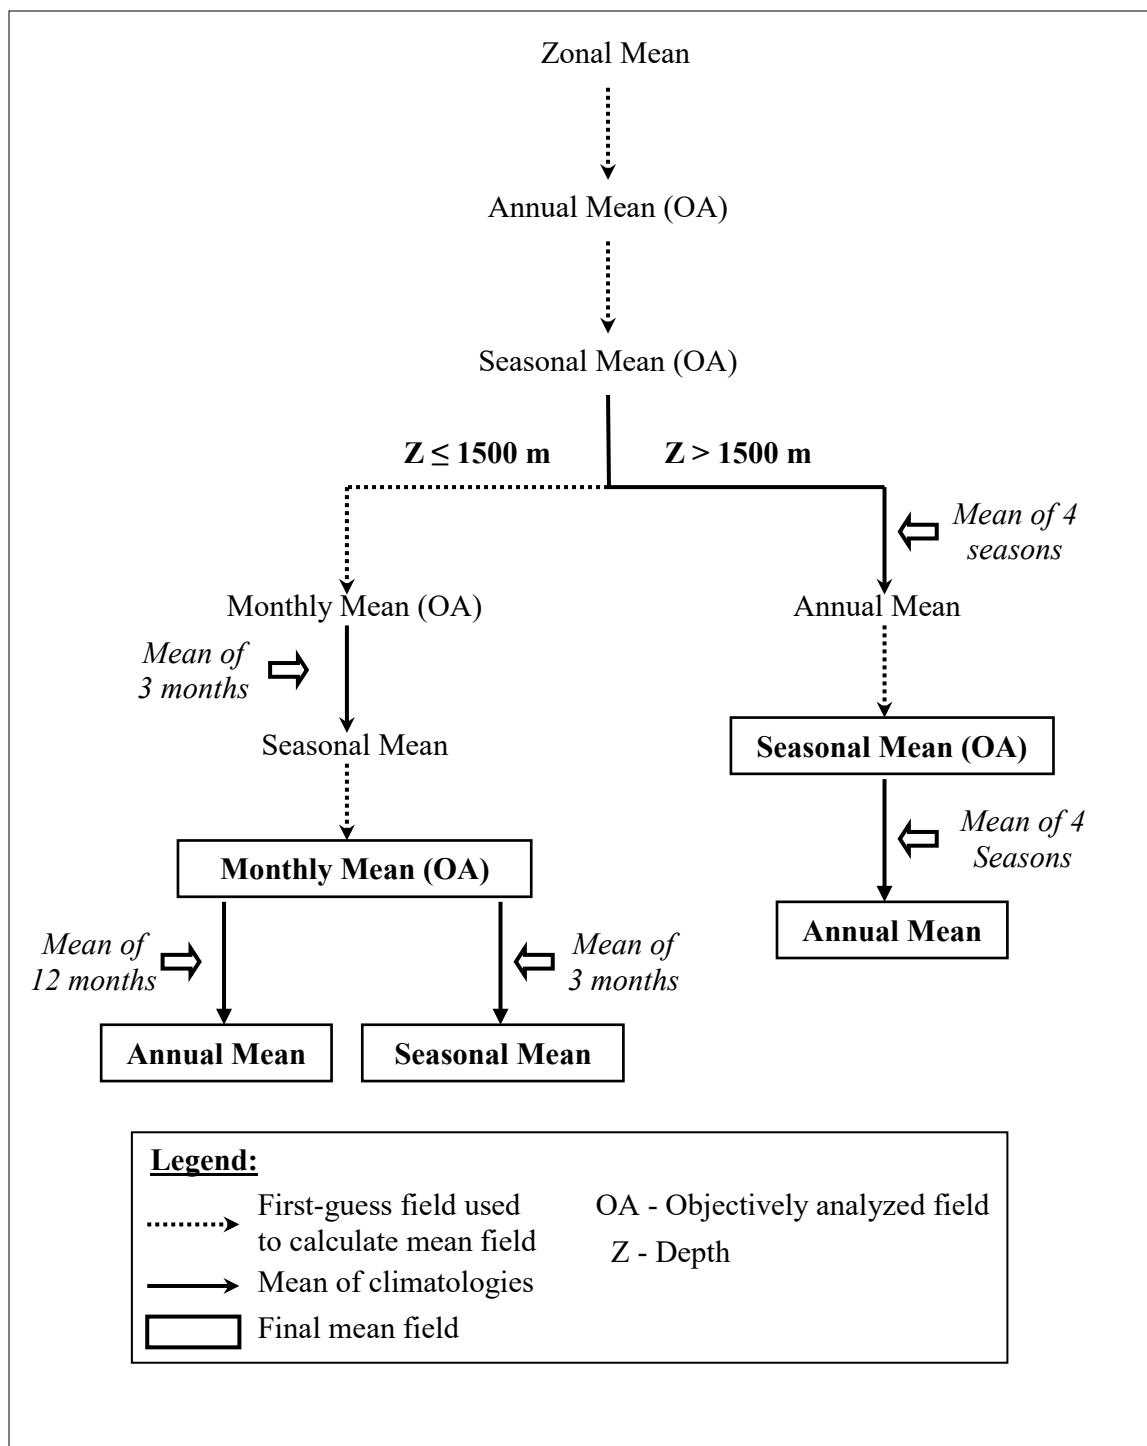 Zonal Mean
Annual Mean (OA)
Seasonal Mean (OA)
Z ≤ 1500 m
Z > 1500 m
Mean of 4
seasons
Monthly Mean (OA)
Annual Mean
Mean of
3 months
Seasonal Mean
Seasonal Mean (OA)
Mean of 4
Seasons
Monthly Mean (OA)
Annual Mean
Mean of
12 months
Mean of
3 months
Annual Mean
Seasonal Mean
Legend:
First-guess field used
to calculate mean field
Mean of climatologies
Final mean field
OA - Objectively analyzed field
Z - Depth